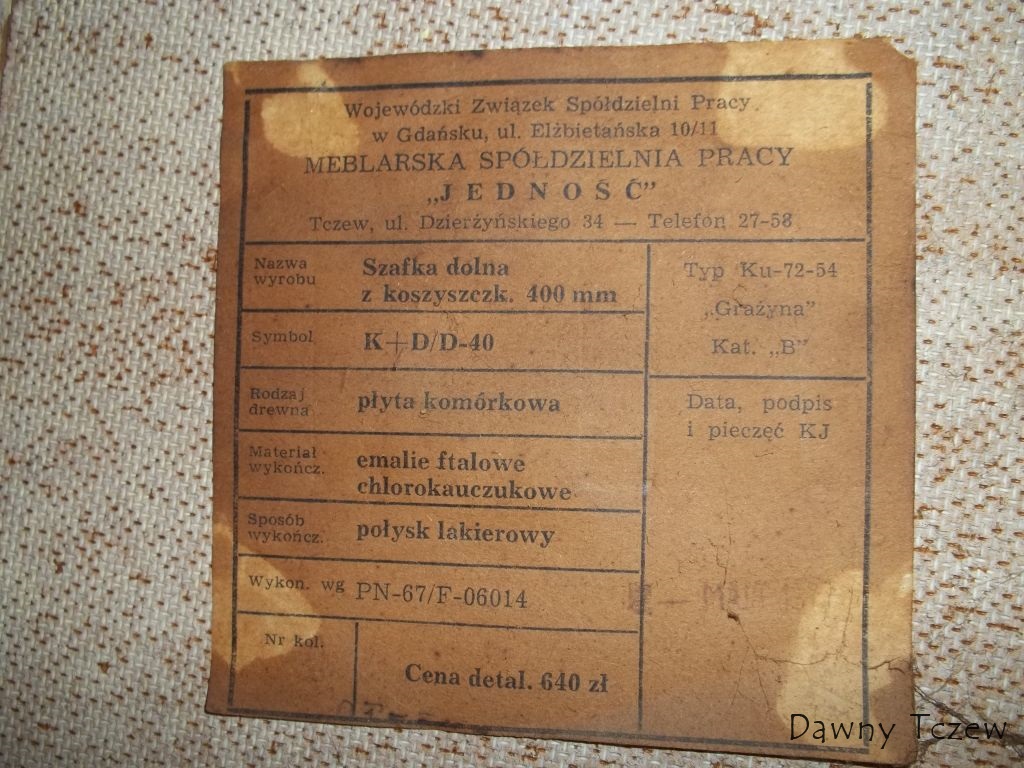 Wojewódzki Związek Spółdzielni Pracy
w Gdańsku, ul. Elżbietańska 10/11
MEBLARSKA SPÓŁDZIELNIA PRACY
„JEDNOŚĆ”
Tczew, ul. Dzierżyńskiego 34 — Telefon 27-58
Nazwa
wyrobu
Szafka dolna
z koszyszczk. 400 mm
Symbol
K+D/D-40
Rodzaj
drewna
płyta komórkowa
Materiał
wykończ.
emalie ftalowe
chlorokauczukowe
Sposób
wykończ.
połysk lakierowy
Wykon. wg
PN-67/F-06014
Nr kol.
Cena detal. 640 zł
Typ Ku-72-54
„Grażyna”
Kat. „B”
Data, podpis
i pieczęć KJ
Dawny Tczew